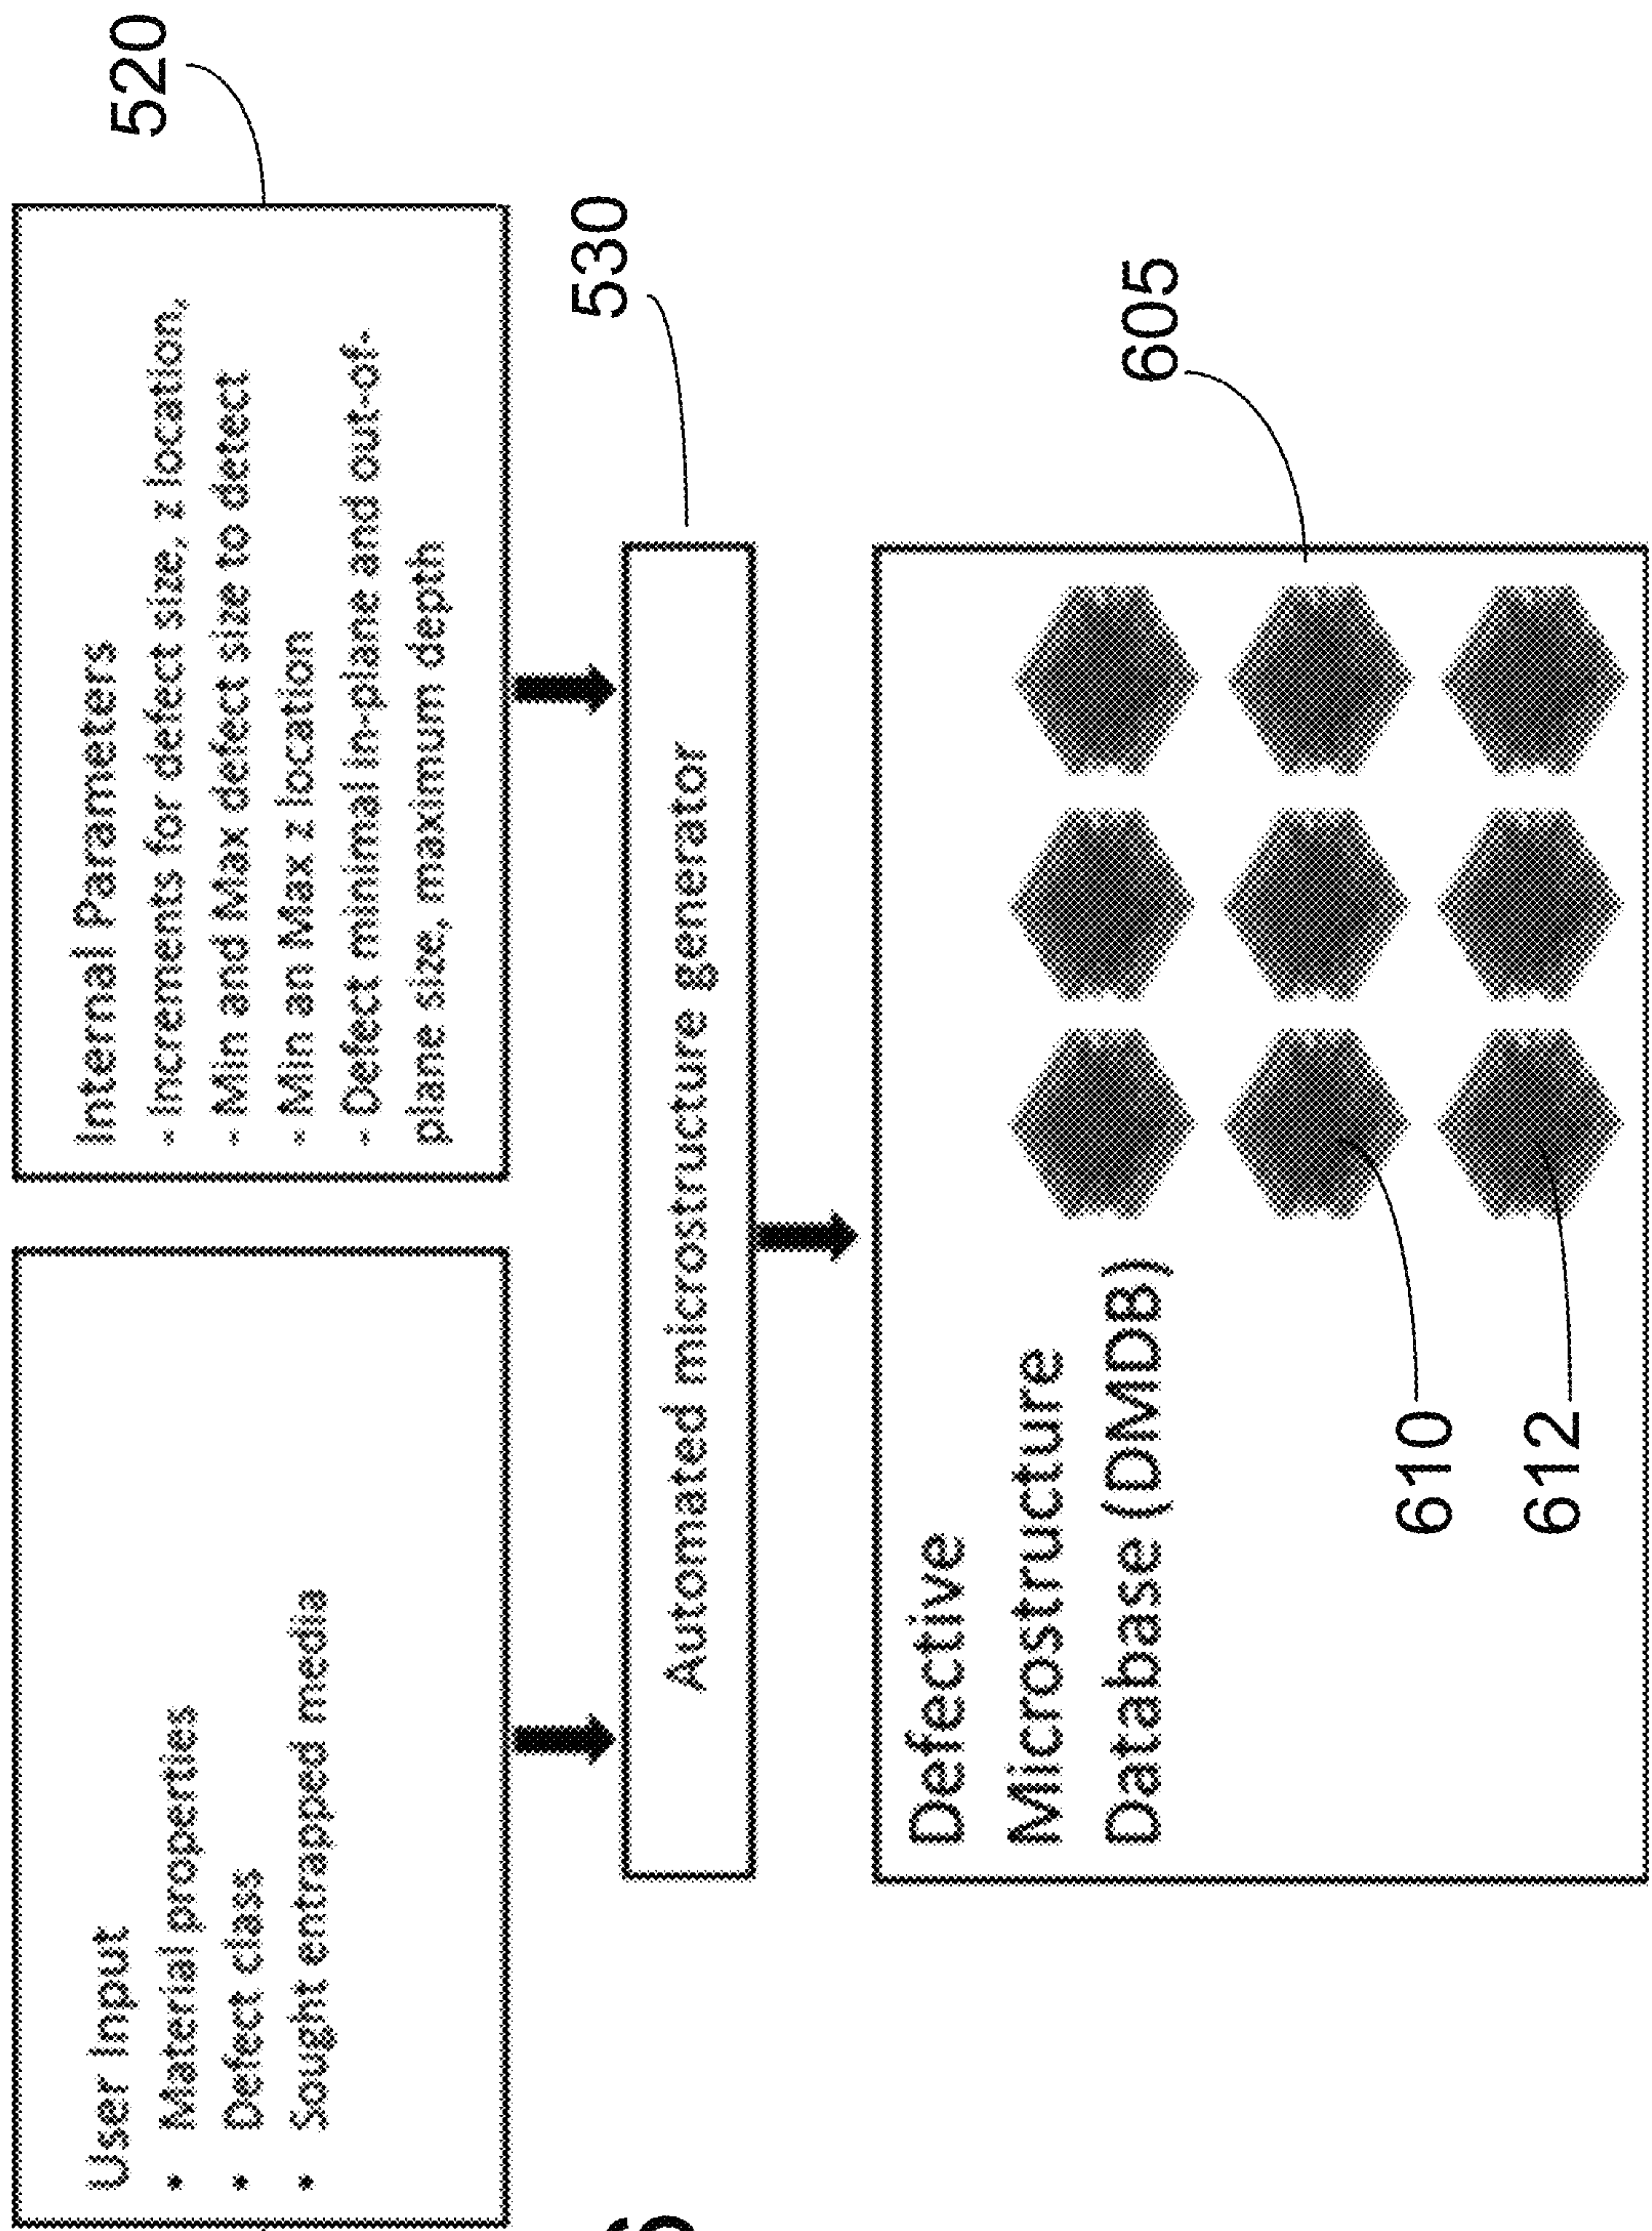 User Input
• Material properties
• Defect class
• Sought entrapped media
Internal Parameters
- Increments for defect size, z location,
- Min and Max defect size to detect
- Min an Max z location
- Defect minimal in-plane and out-of-
plane size, maximum depth
520
Automated microstructure generator
530
Defective
Microstructure
Database (DMDB)
605
610
612